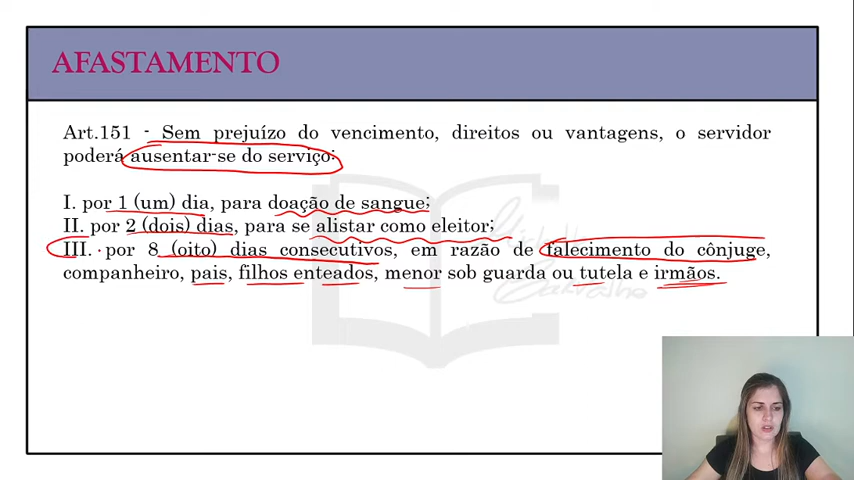 AFASTAMENTO
Art.151 - Sem prejuízo do vencimento, direitos ou vantagens, o servidor
poderá ausentar-se do serviço:
I. por 1 (um) dia, para doação de sangue;
II. por 2 (dois) dias, para se alistar como eleitor;
III. por 8 (oito) dias consecutivos, em razão de falecimento do cônjuge,
companheiro, pais, filhos enteados, menor sob guarda ou tutela e irmãos.
Carvalho